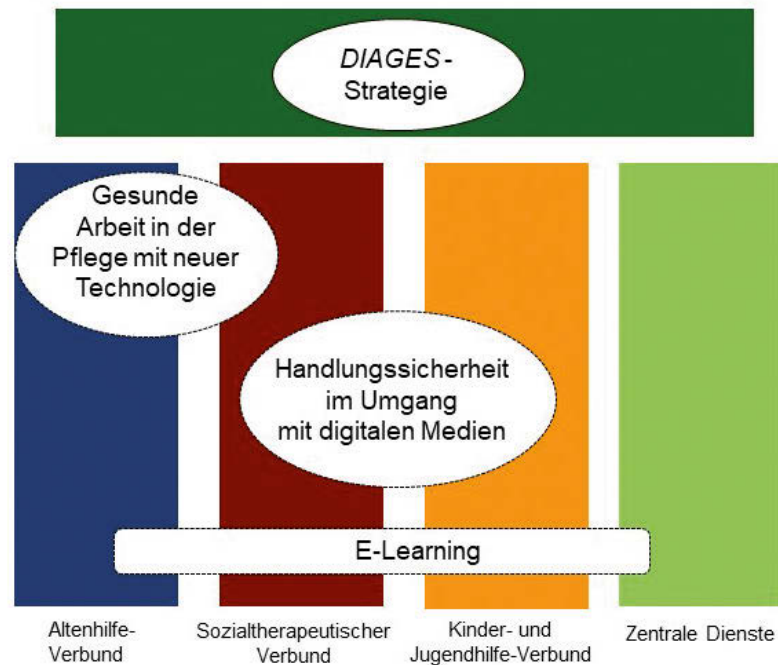 DIAGES -
Strategie
Gesunde
Arbeit in der
Pflege mit neuer
Technologie
Handlungssicherheit
im Umgang
mit digitalen Medien
E-Learning
Altenhilfe-
Verbund
Sozialtherapeutischer
Verbund
Kinder- und
Jugendhilfe-Verbund
Zentrale Dienste